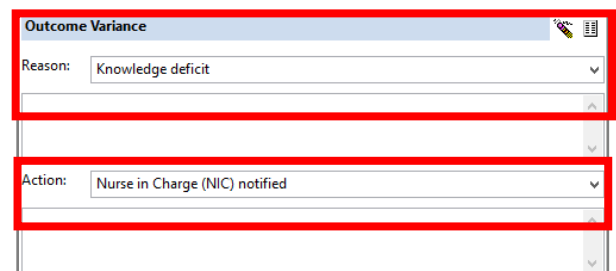 Outcome Variance
Reason: Knowledge deficit
Action: Nurse in Charge (NIC) notified